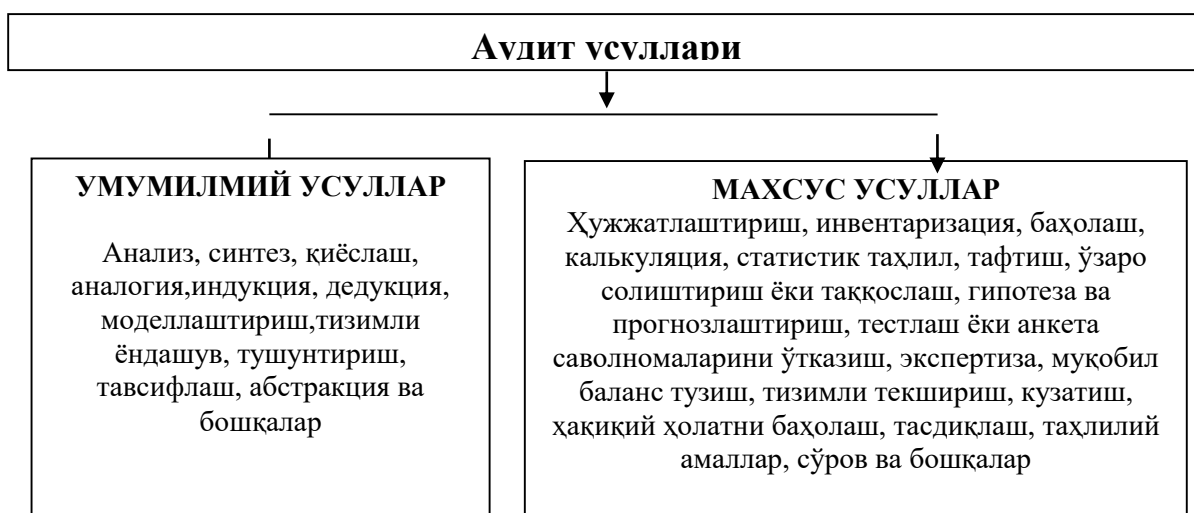 Аудит усуллари
УМУМИЛМИЙ УСУЛЛАР
Анализ, синтез, қиёслаш,
аналогия,индукция, дедукция,
моделлаштириш,тизимли
ёндашув, тушунтириш,
тавсифлаш, абстракция ва
бошқалар
МАХСУС УСУЛЛАР
Ҳужжатлаштириш, инвентаризация, баҳолаш,
калькуляция, статистик таҳлил, тафтиш, ўзаро
солиштириш ёки таққослаш, гипотеза ва
прогнозлаштириш, тестлаш ёки анкета
саволномаларини ўтказиш, экспертиза, муқобил
баланс тузиш, тизимли текшириш, кузатиш,
ҳақиқий ҳолатни баҳолаш, тасдиқлаш, таҳлилий
амаллар, сўров ва бошқалар